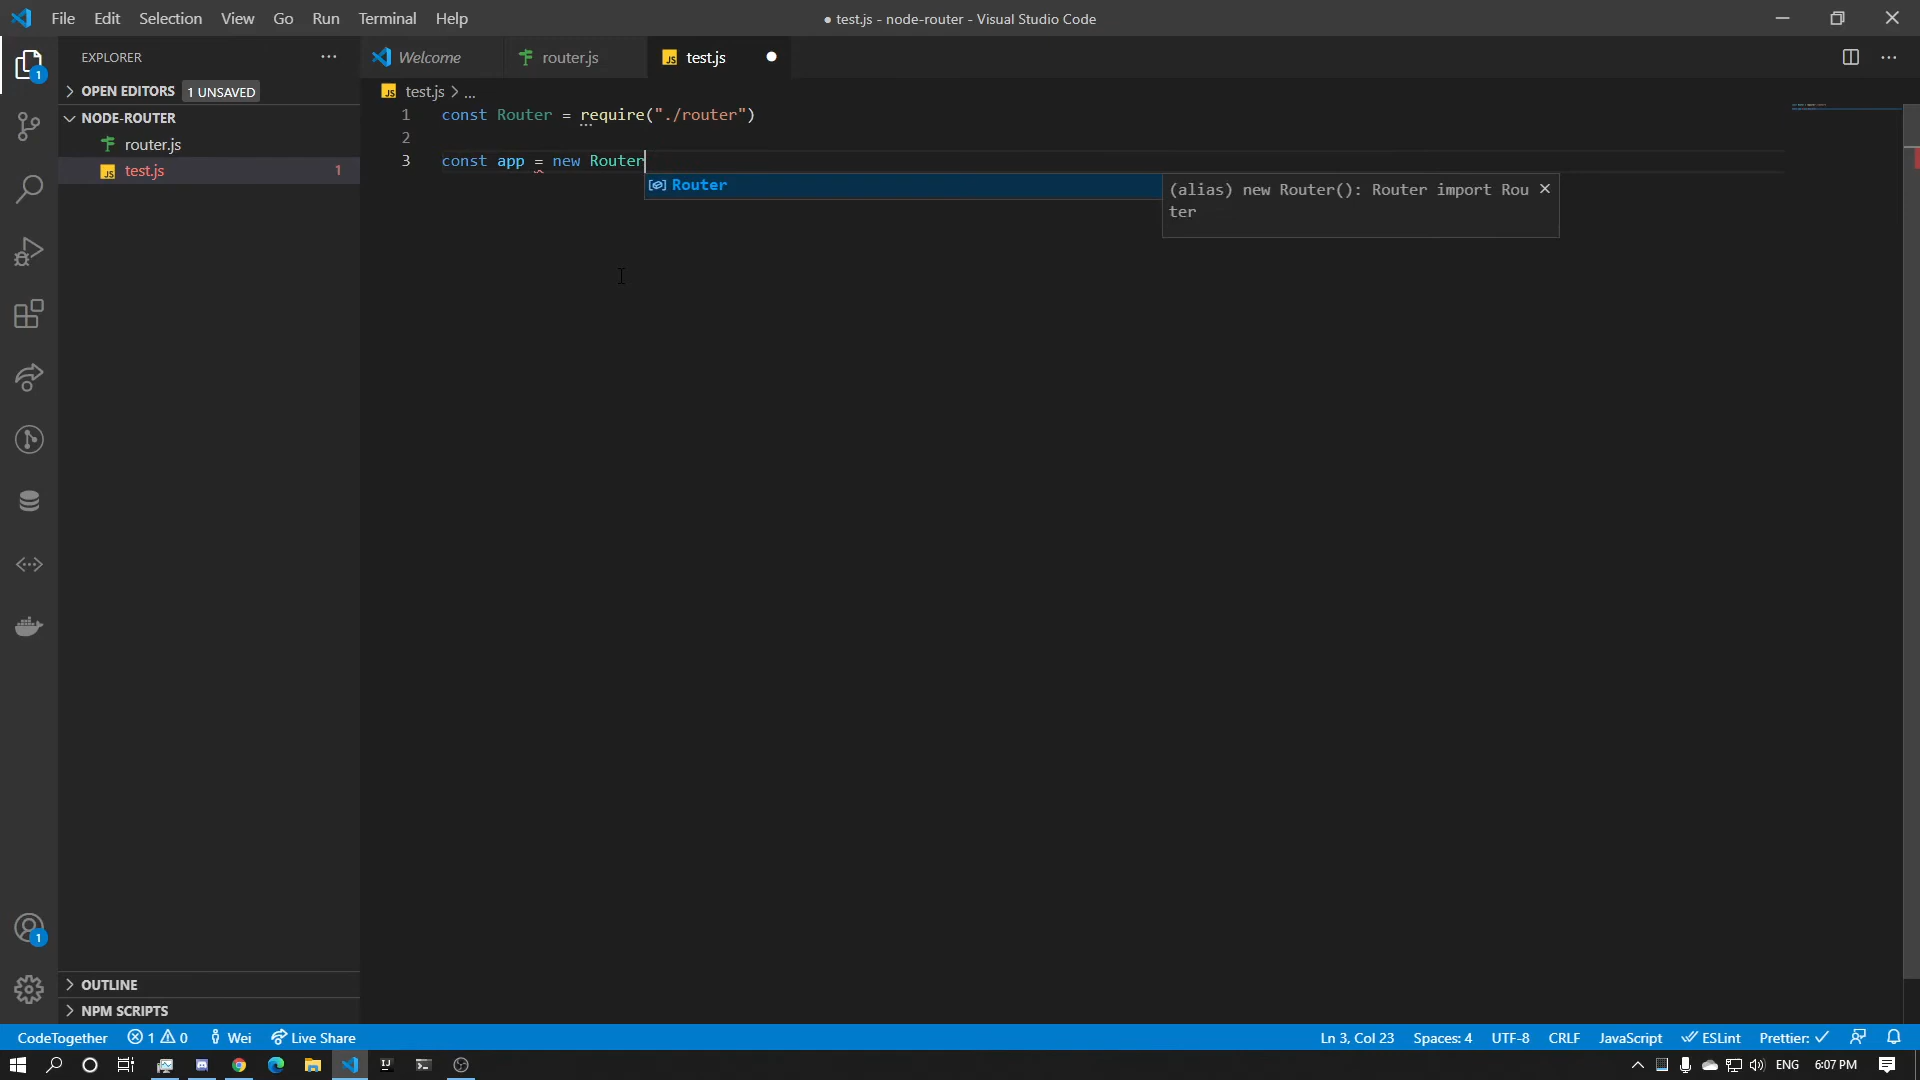 File Edit Selection View Go Run Terminal Help
● test.js - node-router - Visual Studio Code
EXPLORER
Welcome
router.js
test.js
OPEN EDITORS 1 UNSAVED
test.js > ...
NODE-ROUTER
router.js
test.js 1
1 const Router = require("./router")
2
3 const app = new Router
Router
(alias) new Router(): Router import Rou
ter
1
1
OUTLINE
NPM SCRIPTS
CodeTogether 1 0 Wei Live Share
Ln 3, Col 23 Spaces: 4 UTF-8 CRLF JavaScript ESLint Prettier: ✓
ENG 6:07 PM